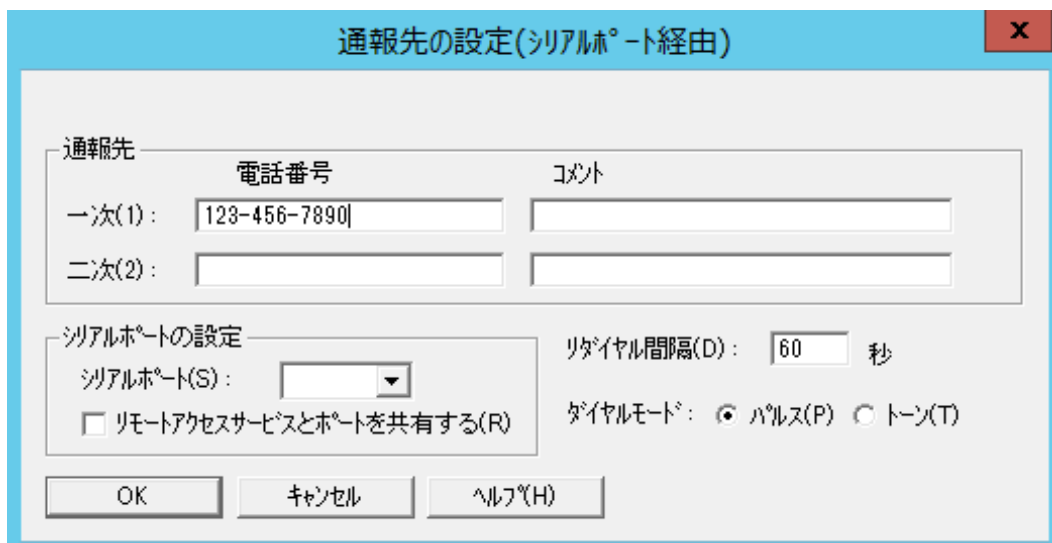 通報先の設定(ｼﾘｱﾙﾎﾟｰﾄ経由)
x
通報先
電話番号 ｺﾒﾝﾄ
一次(1)： 123-456-7890
二次(2)：
ｼﾘｱﾙﾎﾟｰﾄの設定
ｼﾘｱﾙﾎﾟｰﾄ(S)：
ﾘﾓｰﾄｱｸｾｽｻｰﾋﾞｽとﾎﾟｰﾄを共有する(R)
ﾘﾀﾞｲﾔﾙ間隔(D)： 60 秒
ﾀﾞｲﾔﾙﾓｰﾄﾞ： ﾊﾟﾙｽ(P) ﾄｰﾝ(T)
OK ｷｬﾝｾﾙ ﾍﾙﾌﾟ(H)